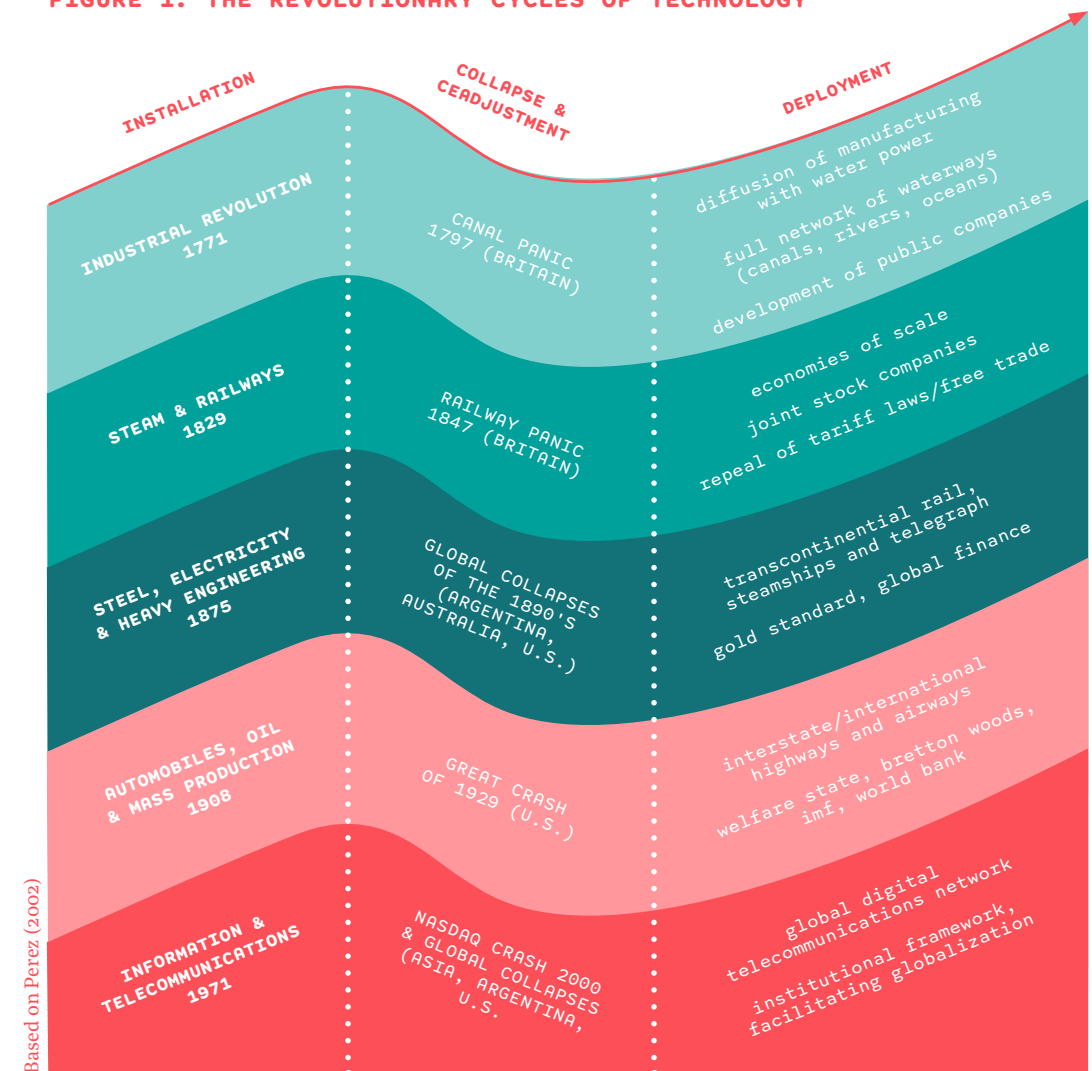 FIGURE 1. THE REVOLUTIONARY CYCLES OF TECHNOLOGY
INSTALLATION
COLLAPSE &
CEADJUSTMENT
DEPLOYMENT
INDUSTRIAL REVOLUTION
1771
CANAL PANIC
1797 (BRITAIN)
diffusion of manufacturing
with water power
full network of waterways
(canals, rivers, oceans)
development of public companies
STEAM & RAILWAYS
1829
RAILWAY PANIC
1847 (BRITAIN)
economies of scale
joint stock companies
repeal of tariff laws/free trade
STEEL, ELECTRICITY
& HEAVY ENGINEERING
1875
GLOBAL COLLAPSES
OF THE 1890'S
(ARGENTINA,
AUSTRALIA, U.S.)
transcontinential rail,
steamships and telegraph
gold standard, global finance
AUTOMOBILES, OIL
& MASS PRODUCTION
1908
GREAT CRASH
OF 1929 (U.S.)
interstate/international
highways and airways
welfare state, bretton woods,
imf, world bank
INFORMATION &
TELECOMMUNICATIONS
1971
NASDAQ CRASH 2000
& GLOBAL COLLAPSES
(ASIA, ARGENTINA,
U.S.
global digital
telecommunications network
institutional framework,
facilitating globalization
Based on Perez (2002)